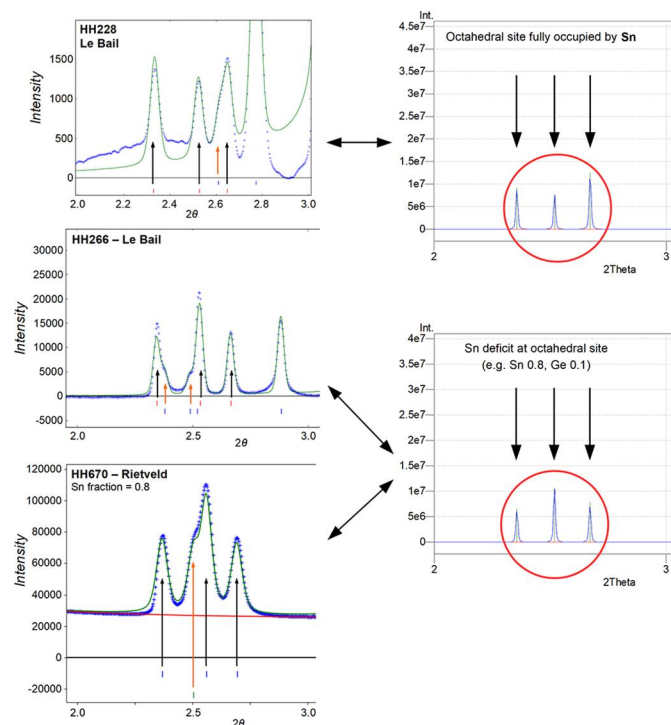 HH228
Le Bail
Intensity
1500
1000
500
0
2.0 2.2 2.4 2.6 2.8 3.0
2θ
HH266 – Le Bail
Intensity
30000
25000
20000
15000
10000
5000
0
-5000
2.0 2.5 3.0
2θ
HH670 – Rietveld
Sn fraction = 0.8
Intensity
120000
100000
80000
60000
40000
20000
0
-20000
2.0 2.5 3.0
2θ
Int.
Octahedral site fully occupied by Sn
4.5e7
4e7
3.5e7
3e7
2.5e7
2e7
1.5e7
1e7
5e6
0
2 3
2Theta
Int.
Sn deficit at octahedral site
(e.g. Sn 0.8, Ge 0.1)
4.5e7
4e7
3.5e7
3e7
2.5e7
2e7
1.5e7
1e7
5e6
0
2 3
2Theta